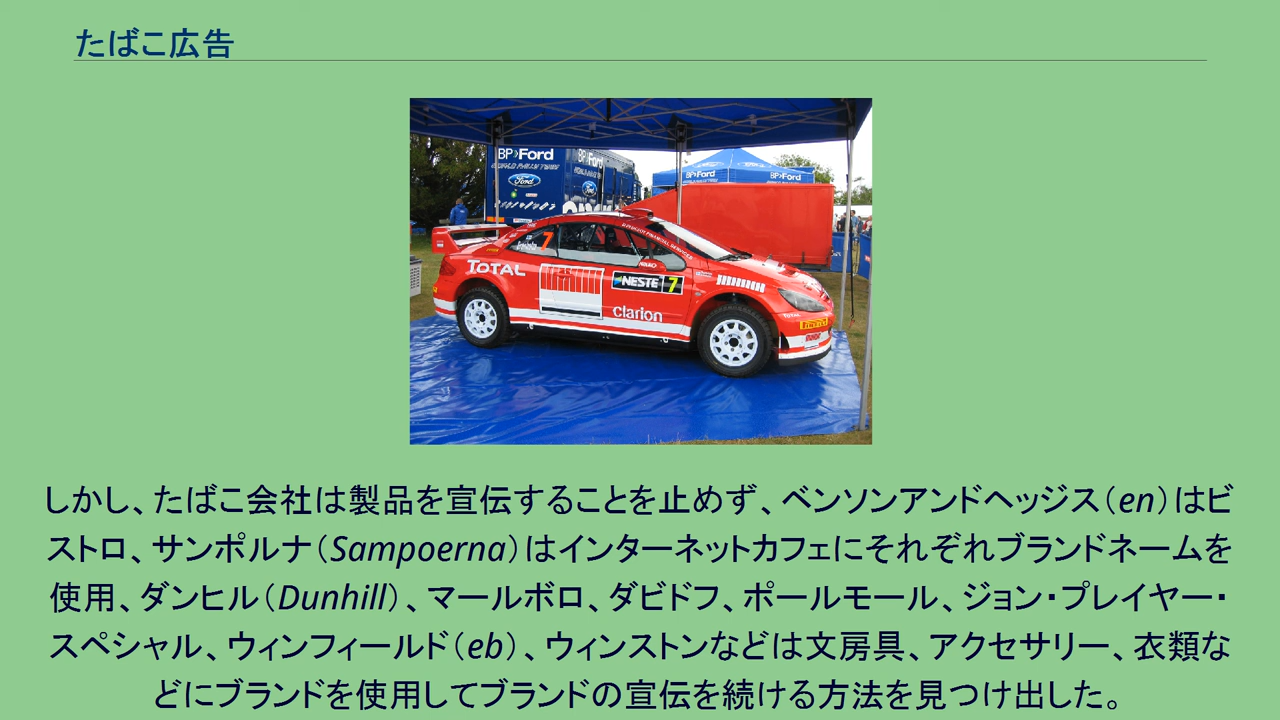 たばこ広告
BP Ford
BP Ford
BP Ford
BP Ford
Ford
Ford
TOTAL
NESTE 7
clarion
7
PIRELLI
しかし、たばこ会社は製品を宣伝することを止めず、ベンソンアンドヘッジス（en）はビ
ストロ、サンポルナ（Sampoerna）はインターネットカフェにそれぞれブランドネームを
使用、ダンヒル（Dunhill）、マールボロ、ダビドフ、ポールモール、ジョン・プレイヤー・
スペシャル、ウィンフィールド（eb）、ウィンストンなどは文房具、アクセサリー、衣類な
どにブランドを使用してブランドの宣伝を続ける方法を見つけ出した。